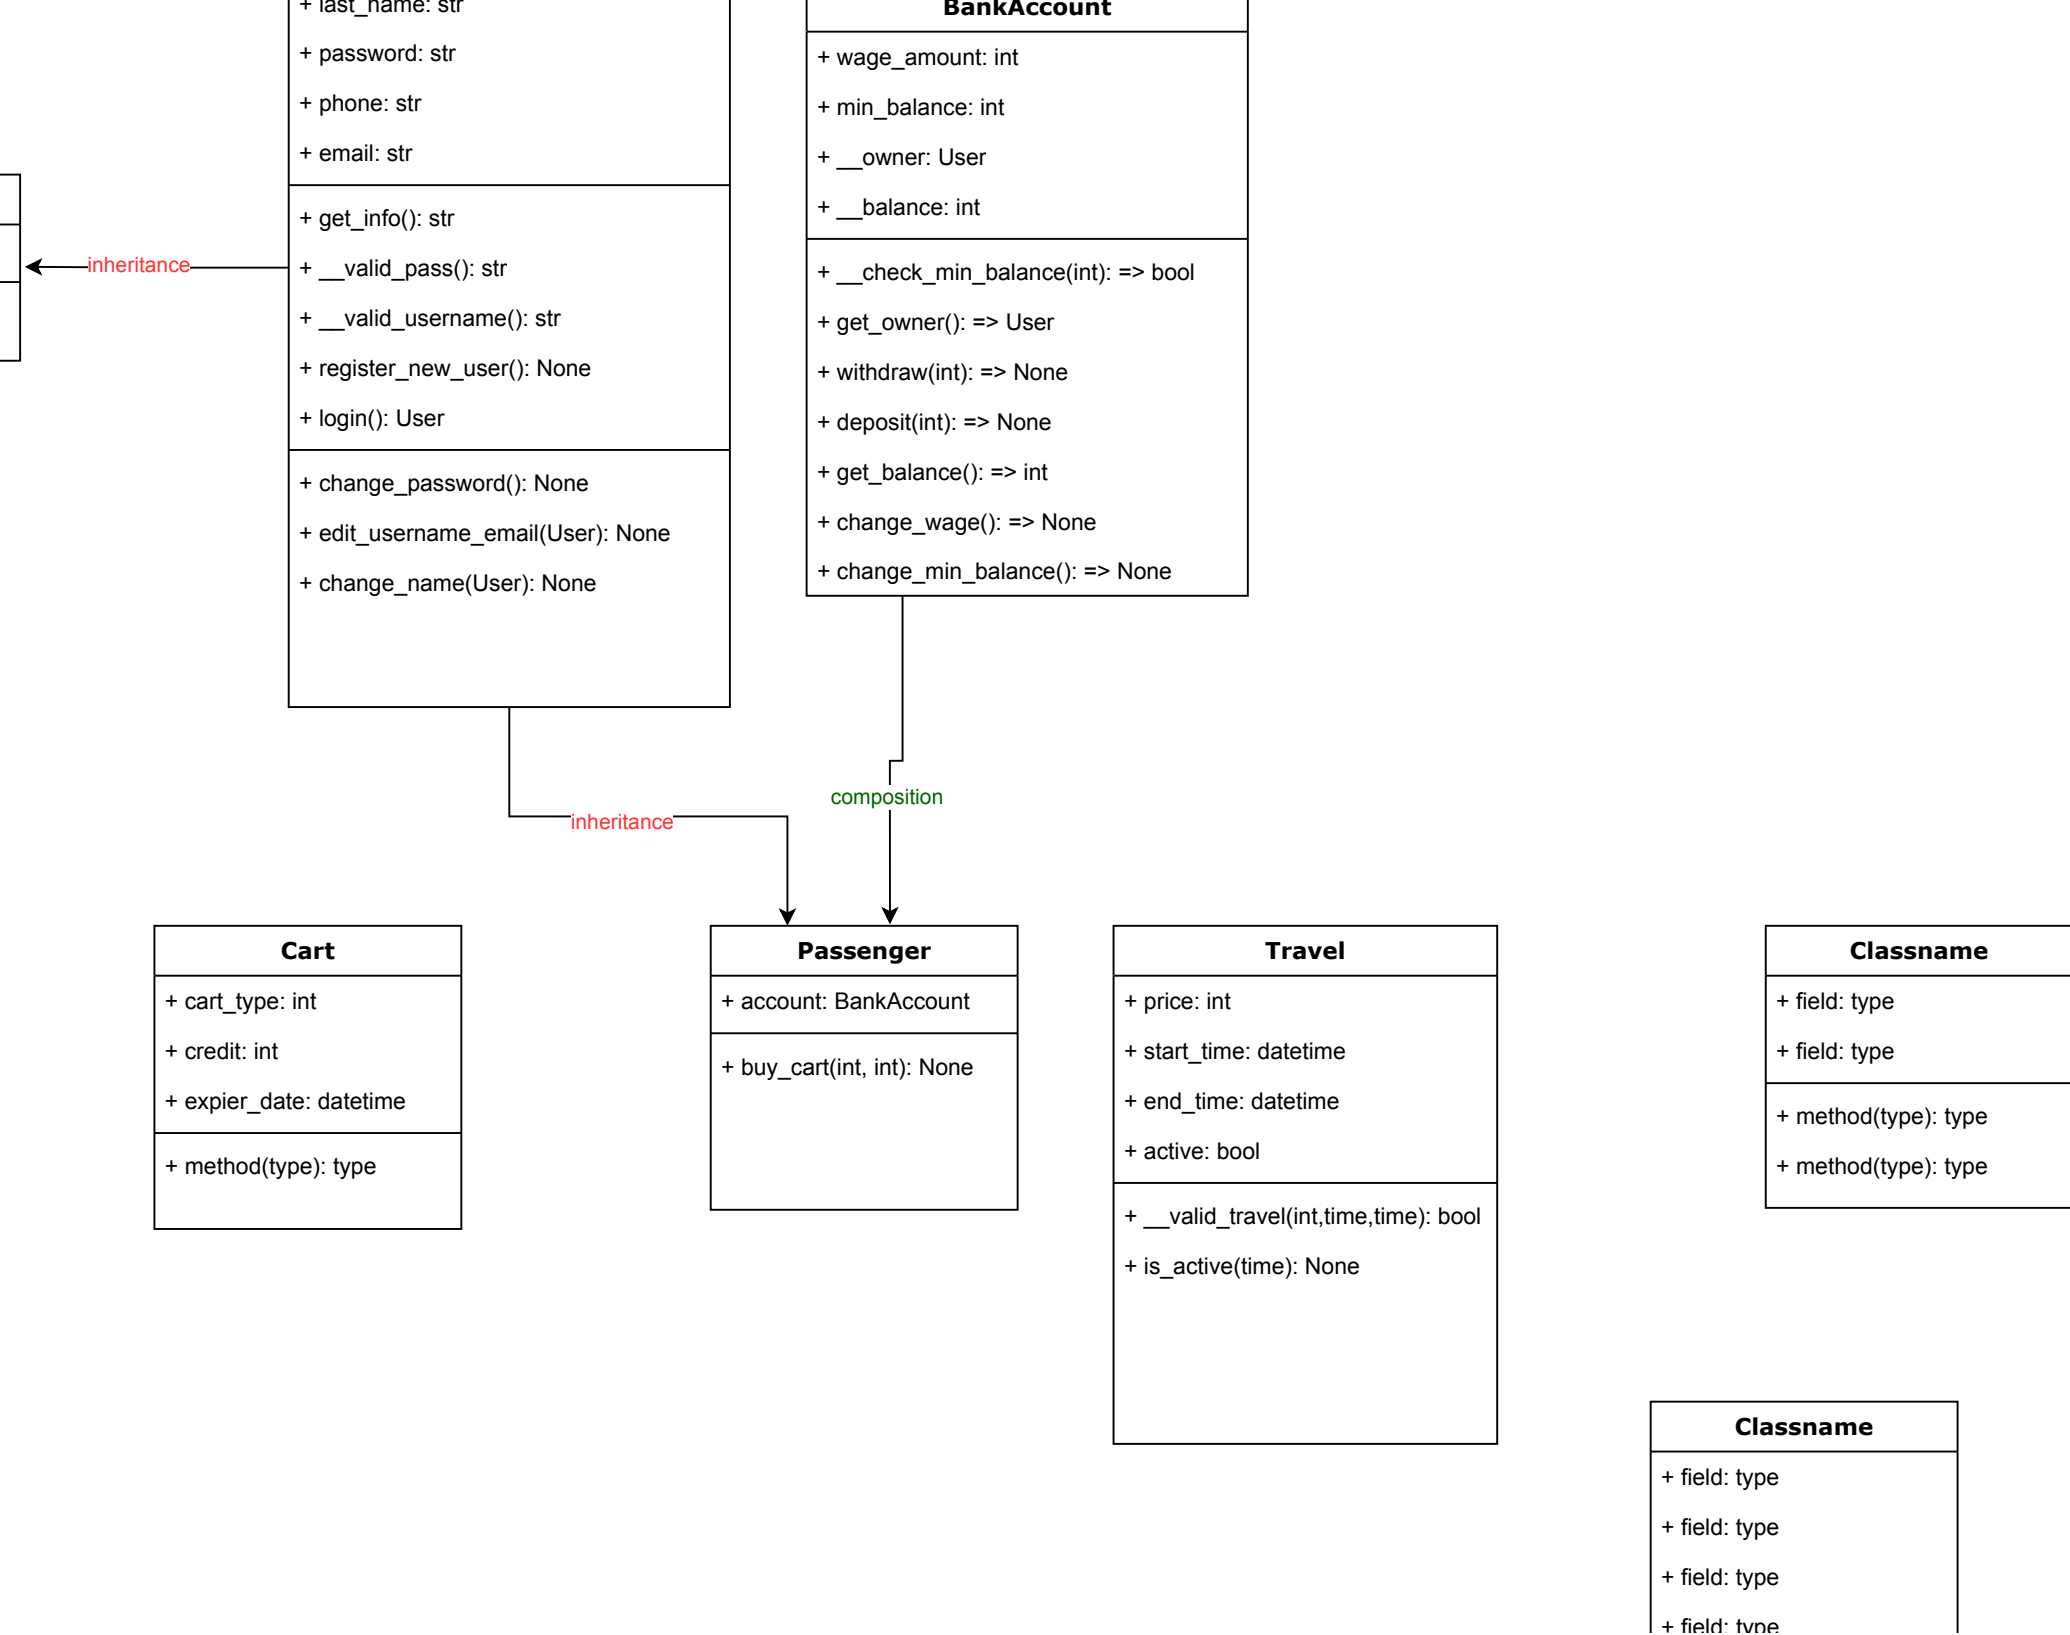 + last_name: str
+ password: str
+ phone: str
+ email: str
+ get_info(): str
+ __valid_pass(): str
+ __valid_username(): str
+ register_new_user(): None
+ login(): User
+ change_password(): None
+ edit_username_email(User): None
+ change_name(User): None
inheritance
BankAccount
+ wage_amount: int
+ min_balance: int
+ __owner: User
+ __balance: int
+ __check_min_balance(int): => bool
+ get_owner(): => User
+ withdraw(int): => None
+ deposit(int): => None
+ get_balance(): => int
+ change_wage(): => None
+ change_min_balance(): => None
composition
inheritance
Cart
+ cart_type: int
+ credit: int
+ expier_date: datetime
+ method(type): type
Passenger
+ account: BankAccount
+ buy_cart(int, int): None
Travel
+ price: int
+ start_time: datetime
+ end_time: datetime
+ active: bool
+ __valid_travel(int,time,time): bool
+ is_active(time): None
Classname
+ field: type
+ field: type
+ method(type): type
+ method(type): type
Classname
+ field: type
+ field: type
+ field: type
+ field: type